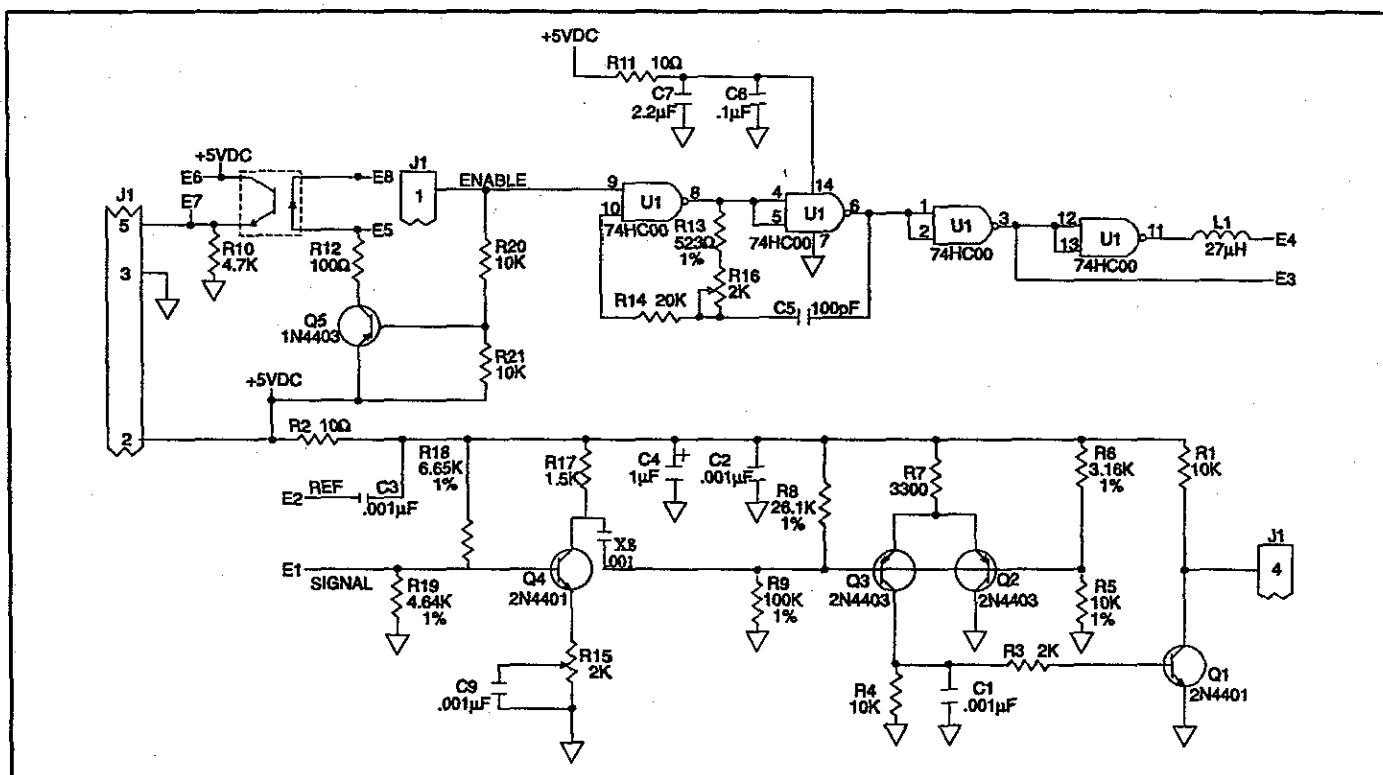 +5VDC
R11 10Ω
C7
2.2µF
C6
.1µF
+5VDC
E6
E7
E8
E5
J1
5
3
2
R10
4.7K
R12
100Ω
J1
1
ENABLE
R20
10K
R21
10K
Q5
1N4403
9
10
U1
8
74HC00
R13
523Ω
1%
R16
2K
R14 20K
C5
100pF
4
5
14
U1
6
7
74HC00
1
2
U1
3
74HC00
12
13
U1
11
74HC00
L1
27µH
E4
E3
+5VDC
R2 10Ω
E2
REF
C3
.001µF
R18
6.65K
1%
R17
1.5K
C4
1µF
+
C2
.001µF
R8
26.1K
1%
R7
3300
R6
3.16K
1%
R1
10K
J1
4
E1
SIGNAL
R19
4.64K
1%
Q4
2N4401
.001
R9
100K
1%
Q3
2N4403
Q2
2N4403
R5
10K
1%
R15
2K
C9
.001µF
R4
10K
C1
.001µF
R3 2K
Q1
2N4401